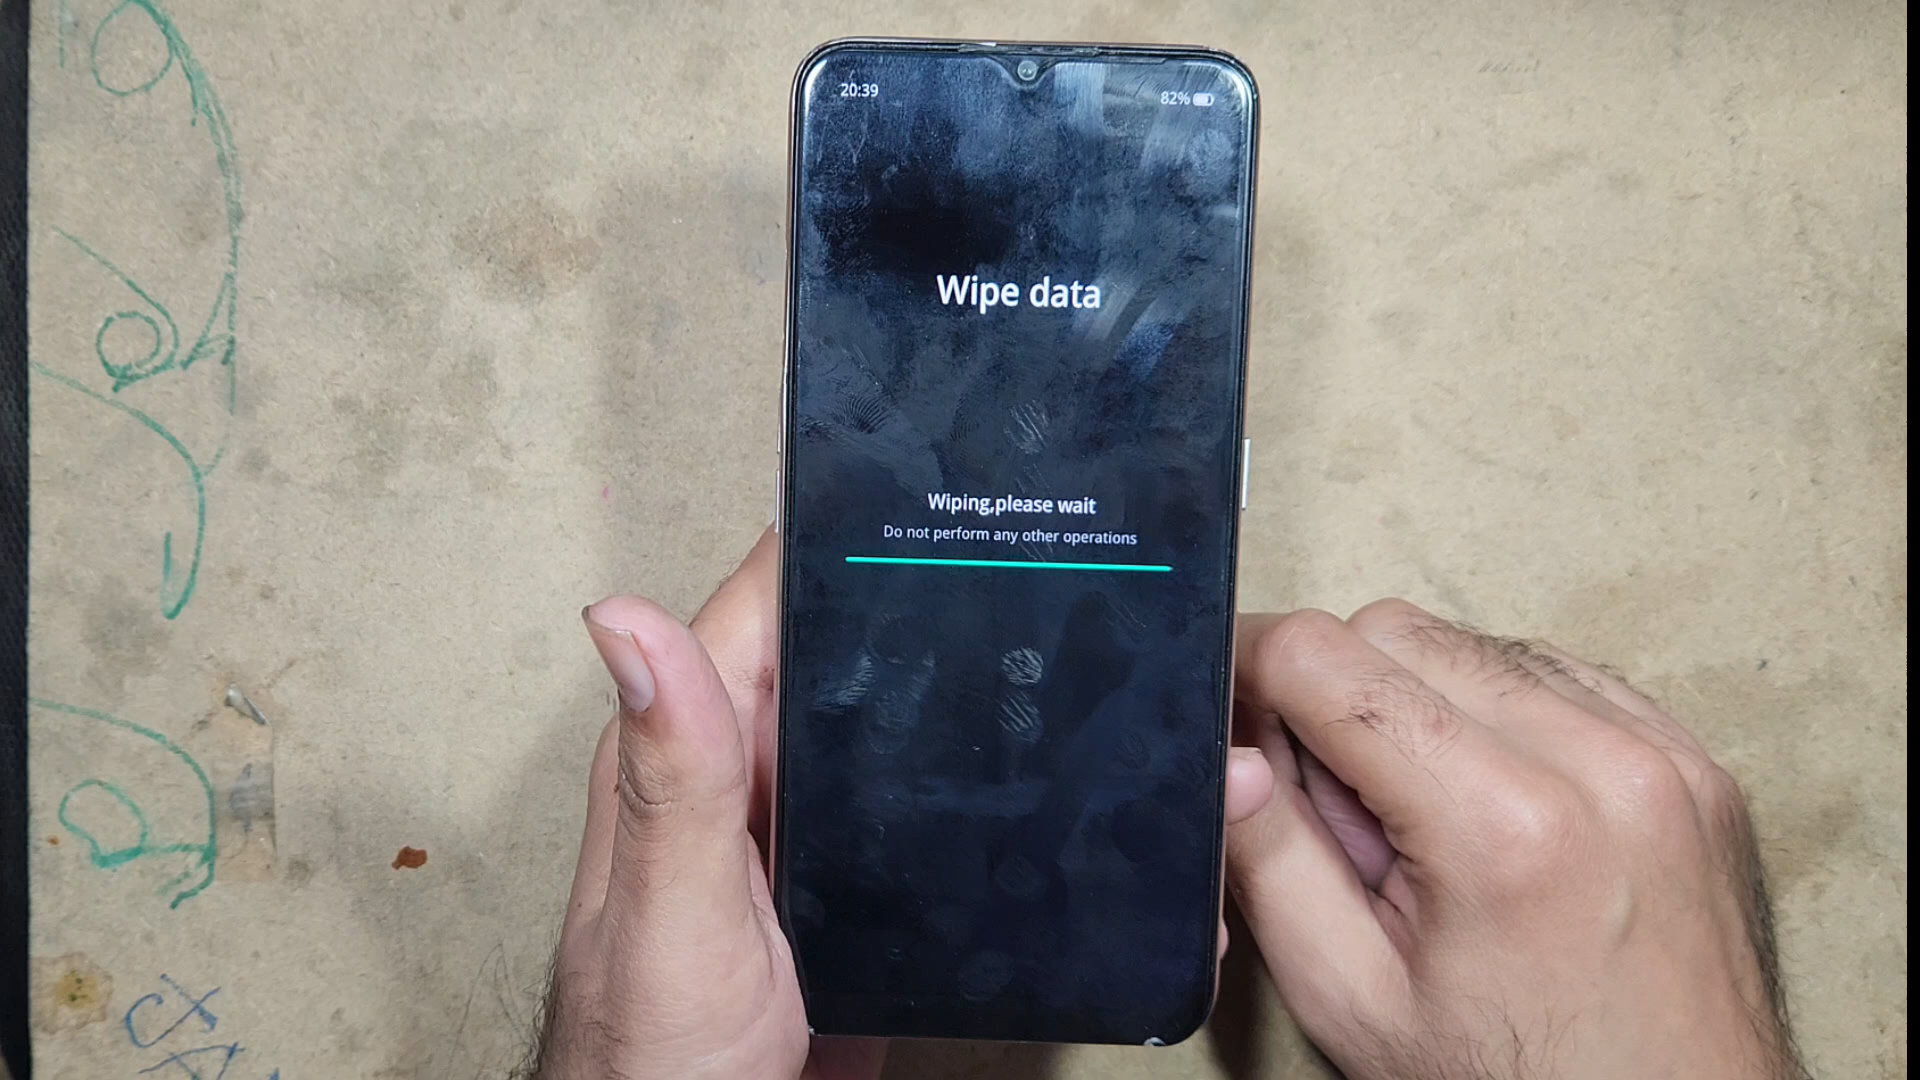 20:39
82%
Wipe data
Wiping,please wait
Do not perform any other operations